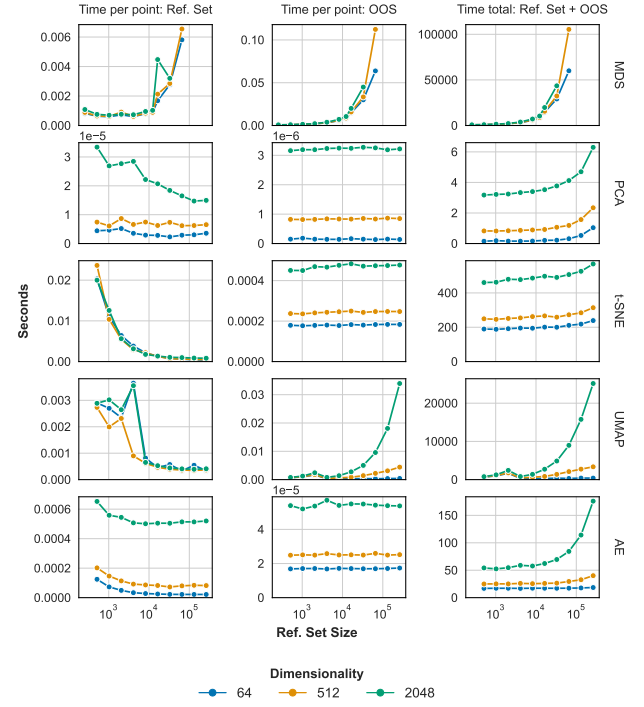 Time per point: Ref. Set
Time per point: OOS
Time total: Ref. Set + OOS
0.006
0.004
0.002
0.000
0.10
0.05
0.00
100000
50000
0
MDS
1e−5
3
2
1
0
1e−6
3
2
1
0
6
4
2
0
PCA
0.02
0.01
0.00
0.0004
0.0002
0.0000
400
200
0
t-SNE
0.003
0.002
0.001
0.000
0.03
0.02
0.01
0.00
20000
10000
0
UMAP
0.0006
0.0004
0.0002
0.0000
1e−5
4
2
0
150
100
50
0
AE
10³ 10⁴ 10⁵
10³ 10⁴ 10⁵
10³ 10⁴ 10⁵
Seconds
Ref. Set Size
Dimensionality
64 512 2048